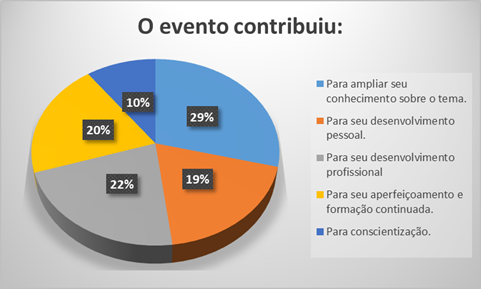 O evento contribuiu:
10%
29%
20%
22%
19%
Para ampliar seu
conhecimento sobre o tema.
Para seu desenvolvimento
pessoal.
Para seu desenvolvimento
profissional
Para seu aperfeiçoamento e
formação continuada.
Para conscientização.